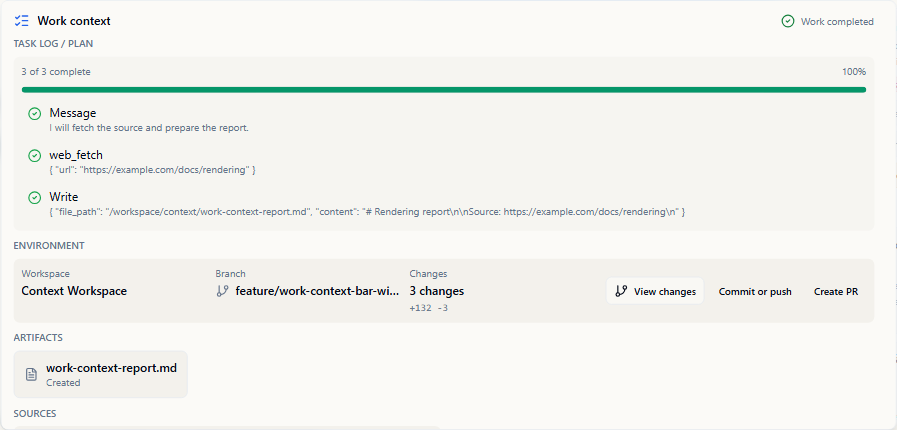 Work context
Work completed
TASK LOG / PLAN
3 of 3 complete
100%
Message
I will fetch the source and prepare the report.
web_fetch
{ "url": "https://example.com/docs/rendering" }
Write
{ "file_path": "/workspace/context/work-context-report.md", "content": "# Rendering report\n\nSource: https://example.com/docs/rendering\n" }
ENVIRONMENT
Workspace
Branch
Changes
Context Workspace
feature/work-context-bar-wi...
3 changes
View changes
Commit or push
Create PR
+132 -3
ARTIFACTS
work-context-report.md
Created
SOURCES